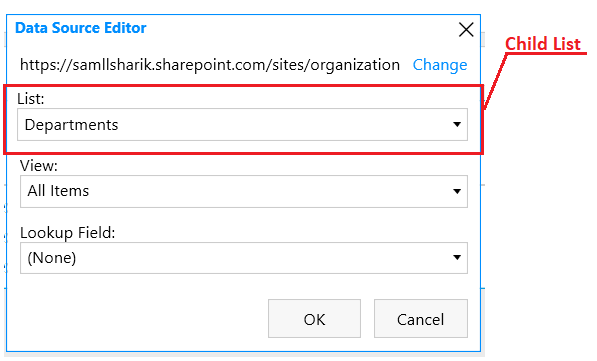 Data Source Editor
Child List
https://samllsharik.sharepoint.com/sites/organization Change
List:
Departments
View:
All Items
Lookup Field:
(None)
OK Cancel